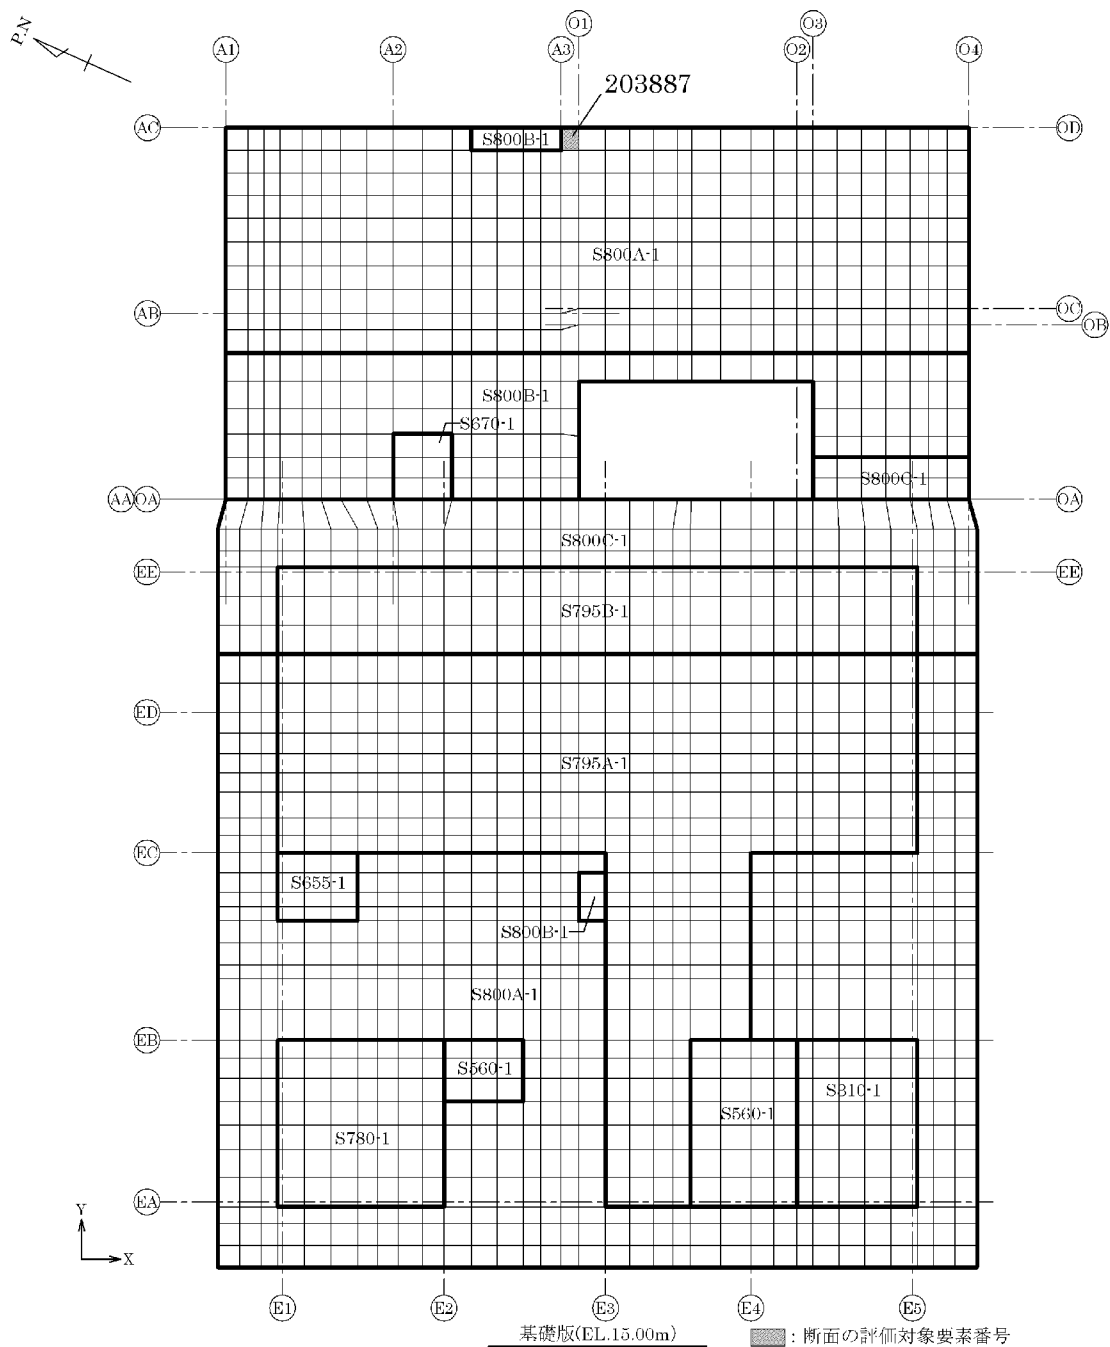 P.N
O1 O3
A1 A2 A3 O2 O4
203887
AC OD
S800B-1
S800A-1
AB OC
OB
S800B-1
S670-1
S800C-1
AA OA OA
S800C-1
EE EE
S795B-1
ED
S795A-1
EC
S655-1
S800B-1
S800A-1
EB
S560-1
S810-1
S560-1
S780-1
EA
Y
X
E1 E2 E3 E4 E5
基礎版(EL.15.00m)
：断面の評価対象要素番号